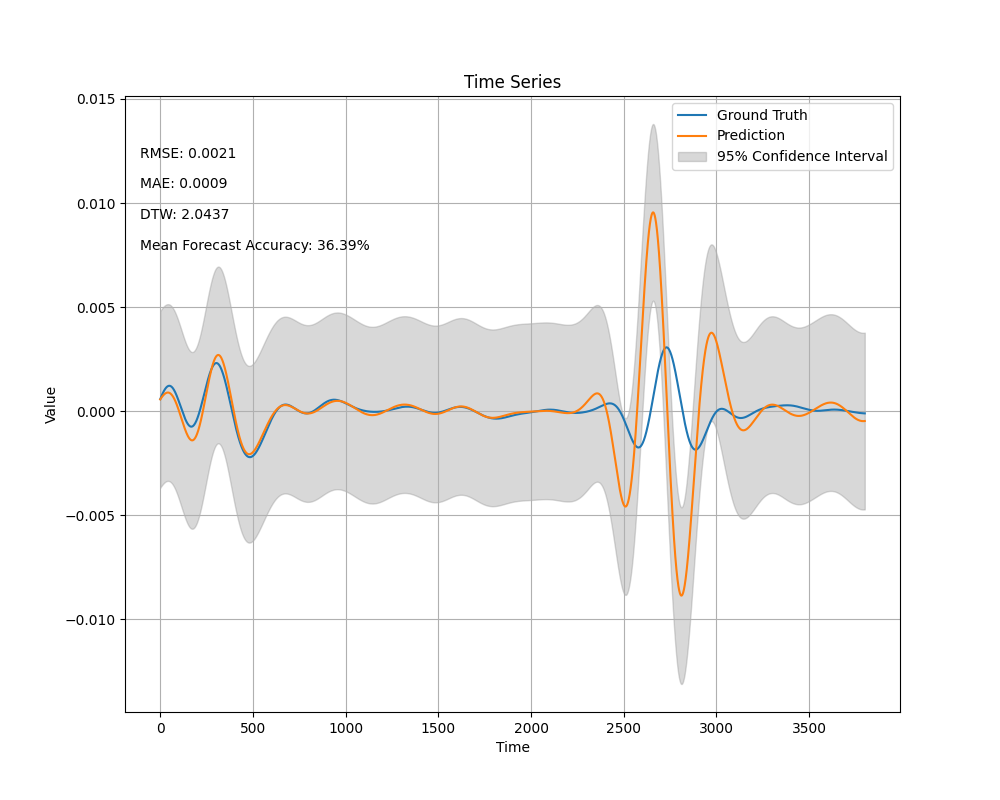 Time Series
0.015
0.010
0.005
0.000
−0.005
−0.010
Value
RMSE: 0.0021
MAE: 0.0009
DTW: 2.0437
Mean Forecast Accuracy: 36.39%
Ground Truth
Prediction
95% Confidence Interval
0 500 1000 1500 2000 2500 3000 3500
Time